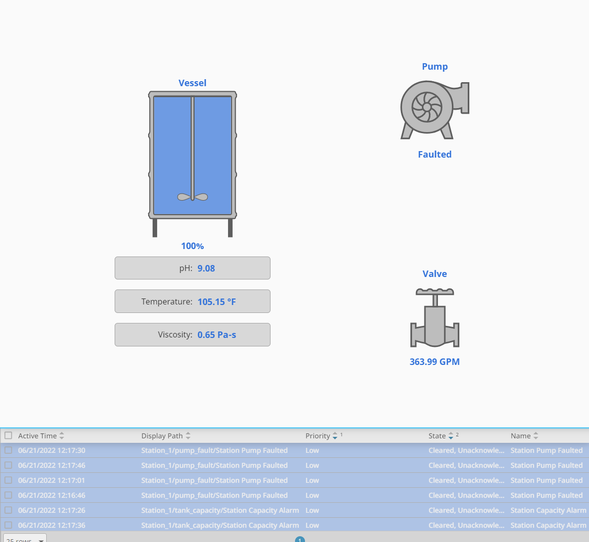 Pump
Vessel
Faulted
100%
pH: 9.08
Temperature: 105.15 °F
Viscosity: 0.65 Pa-s
Valve
363.99 GPM
Active Time Display Path Priority 1 State 2 Name
06/21/2022 12:17:30 Station_1/pump_fault/Station Pump Faulted Low Cleared, Unacknowle... Station Pump Faulted
06/21/2022 12:17:46 Station_1/pump_fault/Station Pump Faulted Low Cleared, Unacknowle... Station Pump Faulted
06/21/2022 12:17:01 Station_1/pump_fault/Station Pump Faulted Low Cleared, Unacknowle... Station Pump Faulted
06/21/2022 12:16:46 Station_1/pump_fault/Station Pump Faulted Low Cleared, Unacknowle... Station Pump Faulted
06/21/2022 12:17:26 Station_1/tank_capacity/Station Capacity Alarm Low Cleared, Unacknowle... Station Capacity Alarm
06/21/2022 12:17:36 Station_1/tank_capacity/Station Capacity Alarm Low Cleared, Unacknowle... Station Capacity Alarm
25 rows